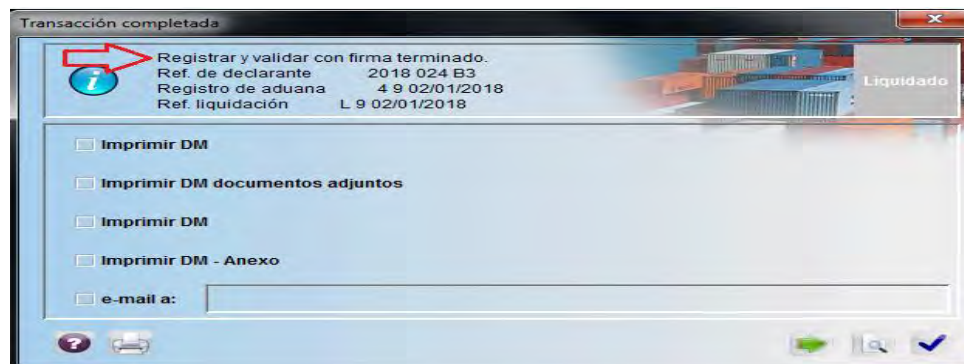 Transacción completada
Registrar y validar con firma terminado.
Ref. de declarante 2018 024 B3
Registro de aduana 4 9 02/01/2018
Ref. liquidación L 9 02/01/2018
Liquidado
Imprimir DM
Imprimir DM documentos adjuntos
Imprimir DM
Imprimir DM - Anexo
e-mail a: